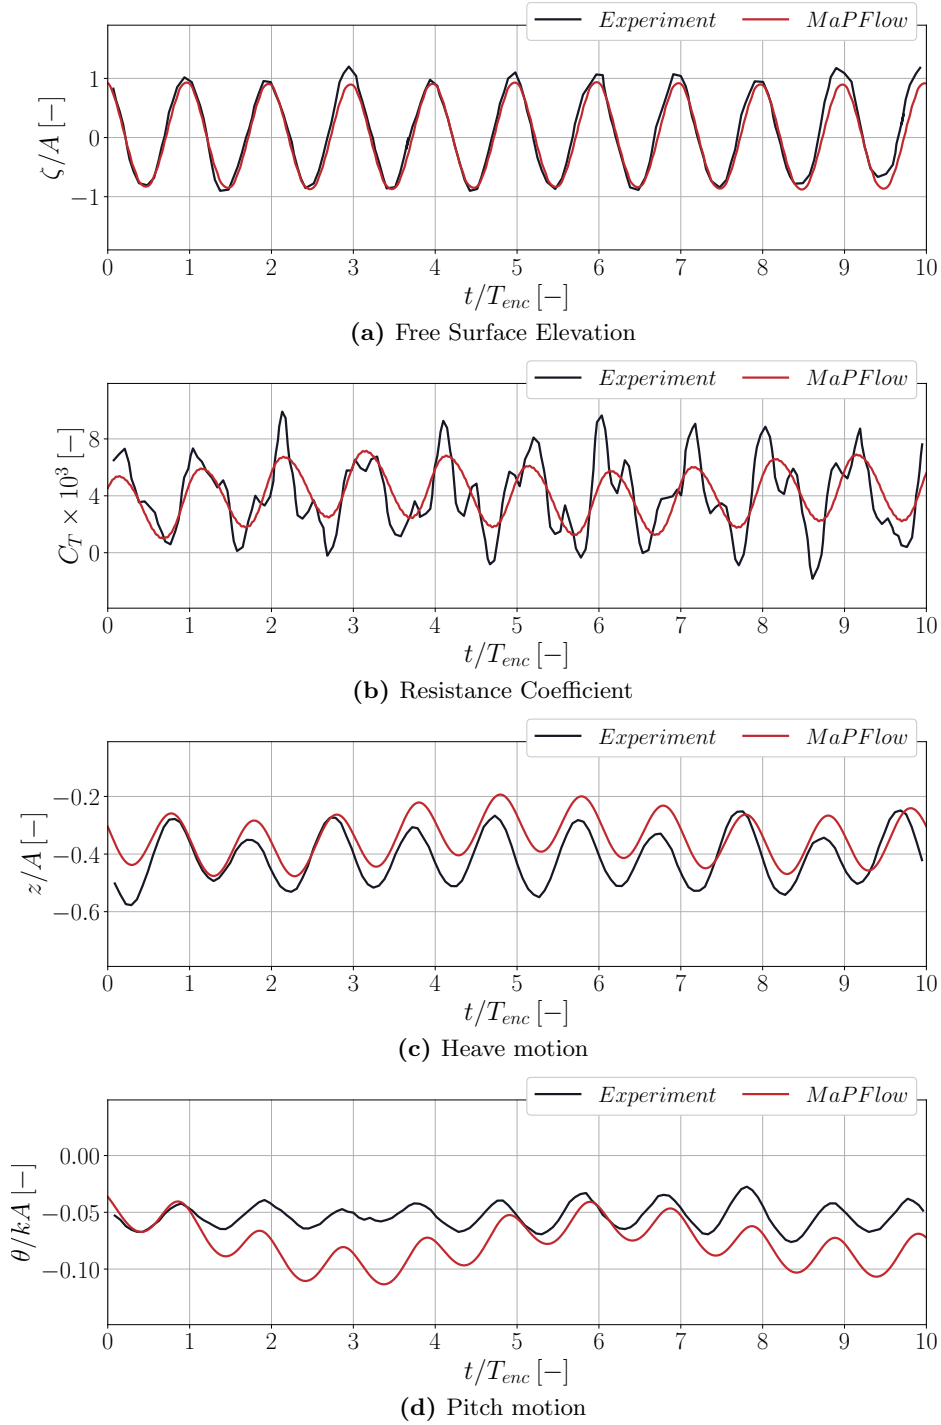 Experiment MaPFlow
ζ/A [−]
1
0
−1
0 1 2 3 4 5 6 7 8 9 10
t/T_enc [−]
(a) Free Surface Elevation
Experiment MaPFlow
C_T × 10³ [−]
8
4
0
0 1 2 3 4 5 6 7 8 9 10
t/T_enc [−]
(b) Resistance Coefficient
Experiment MaPFlow
z/A [−]
−0.2
−0.4
−0.6
0 1 2 3 4 5 6 7 8 9 10
t/T_enc [−]
(c) Heave motion
Experiment MaPFlow
θ/kA [−]
0.00
−0.05
−0.10
0 1 2 3 4 5 6 7 8 9 10
t/T_enc [−]
(d) Pitch motion